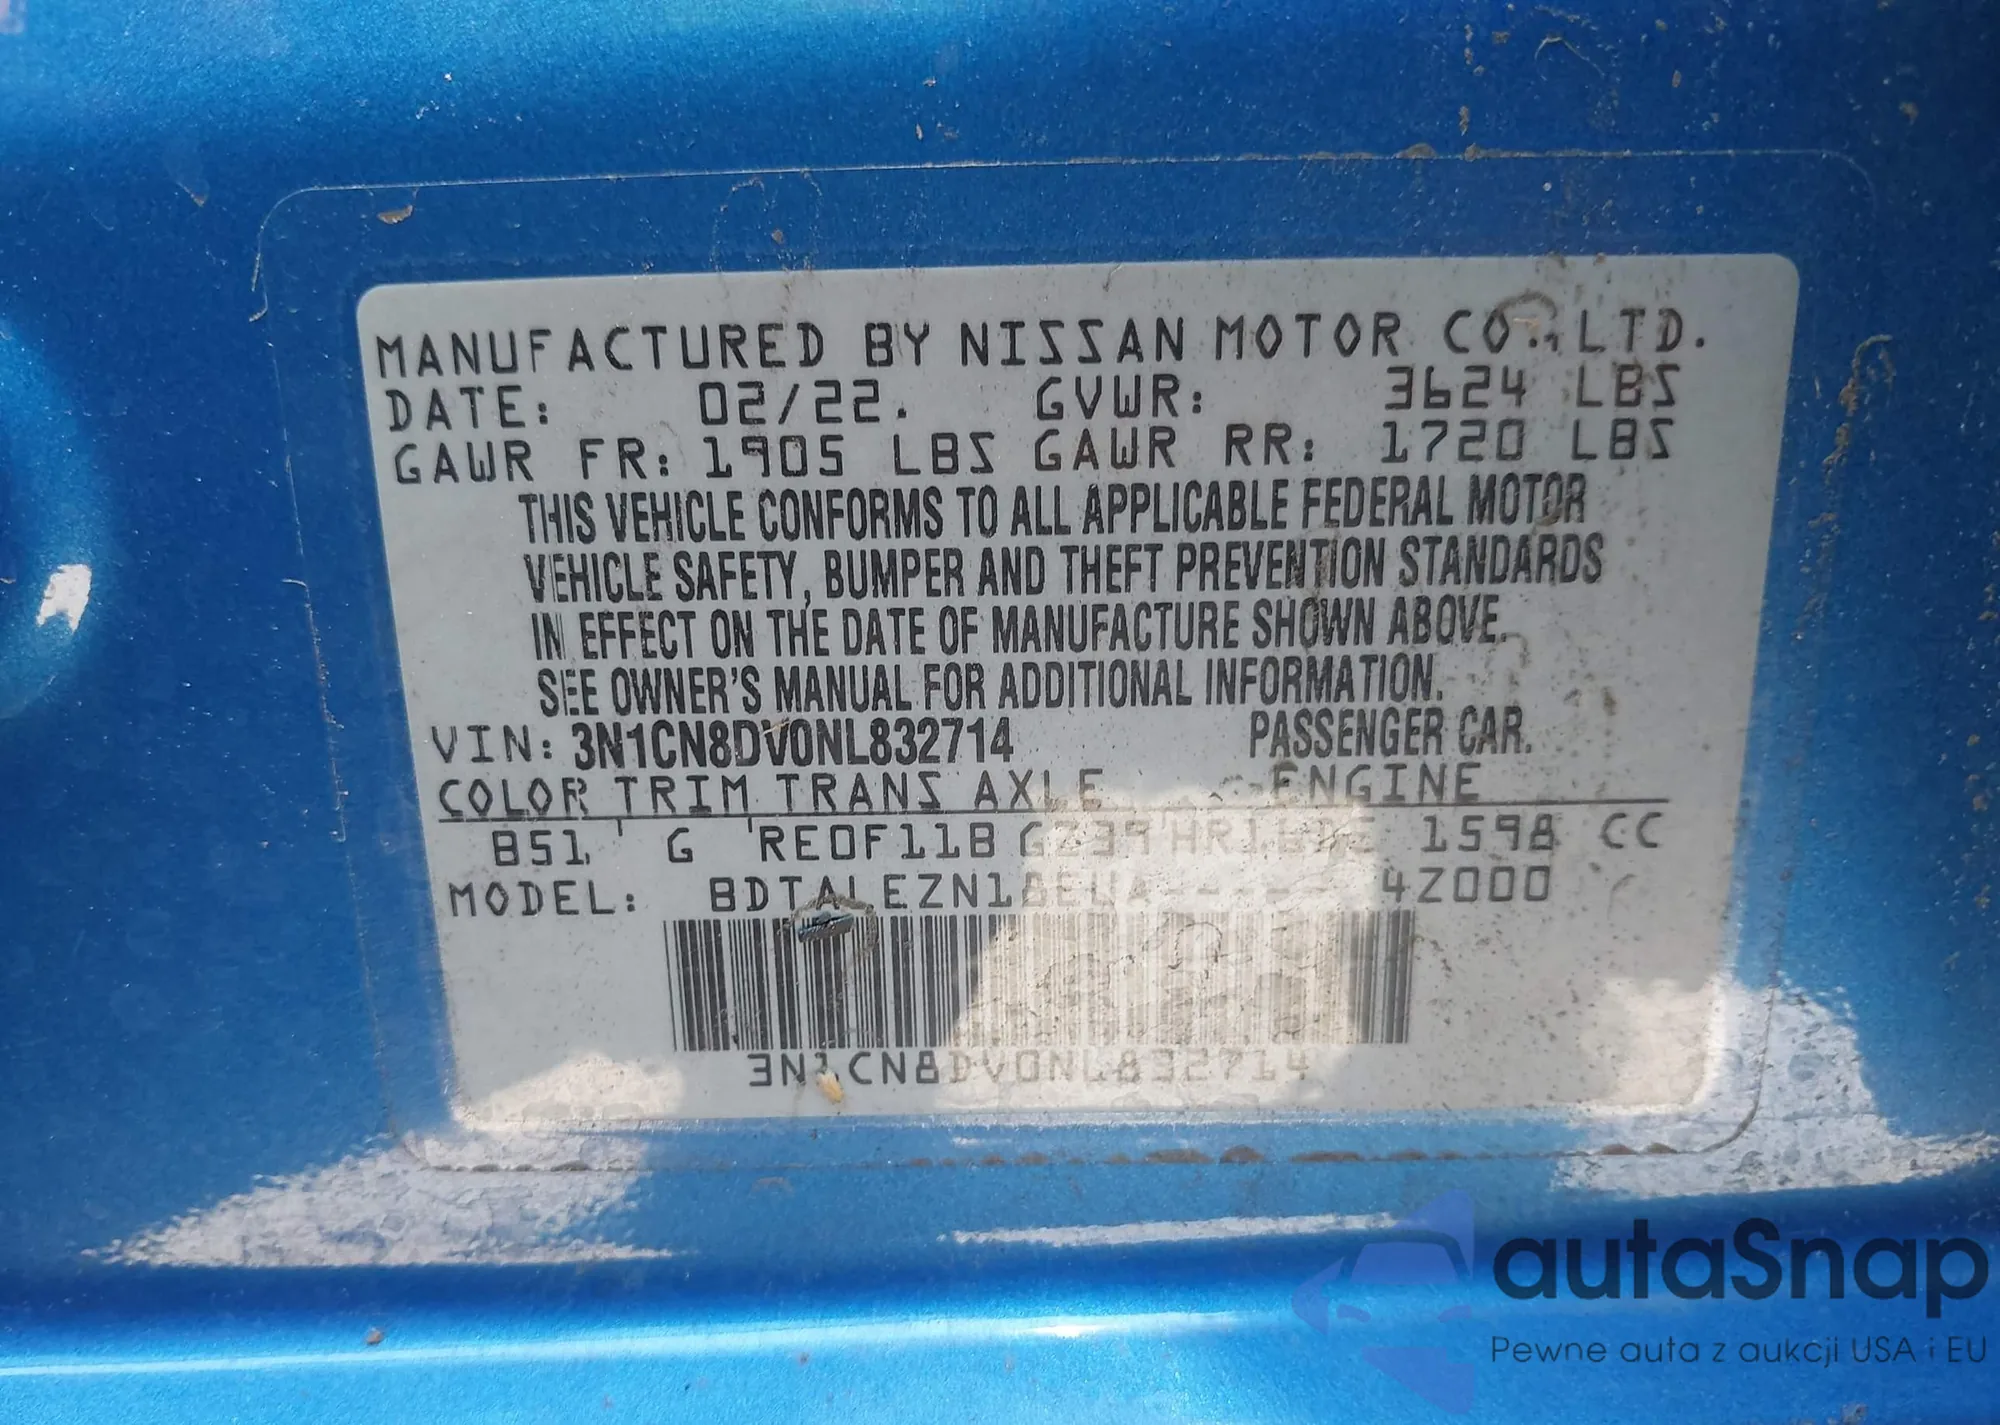 MANUFACTURED BY NISSAN MOTOR CO., LTD.
DATE: 02/22. GVWR: 3624 LBS
GAWR FR: 1905 LBS GAWR RR: 1720 LBS
THIS VEHICLE CONFORMS TO ALL APPLICABLE FEDERAL MOTOR
VEHICLE SAFETY, BUMPER AND THEFT PREVENTION STANDARDS
IN EFFECT ON THE DATE OF MANUFACTURE SHOWN ABOVE.
SEE OWNER'S MANUAL FOR ADDITIONAL INFORMATION.
VIN: 3N1CN8DV0NL832714 PASSENGER CAR.
COLOR TRIM TRANS AXLE ENGINE
B51 G RE0F11B G239 HR16DE 1598 CC
MODEL: BDTALEZN18EUA----- 4Z000
3N1CN8DV0NL832714
autaSnap
Pewne auta z aukcji USA i EU